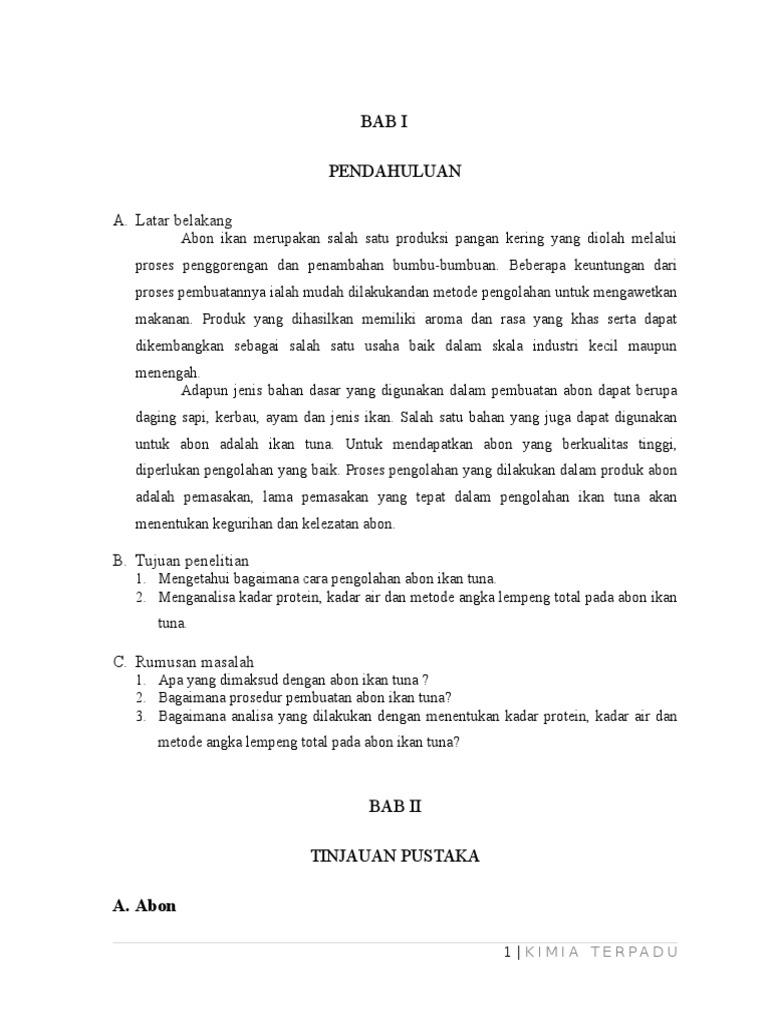 BAB I
PENDAHULUAN
A. Latar belakang
Abon ikan merupakan salah satu produksi pangan kering yang diolah melalui
proses penggorengan dan penambahan bumbu-bumbuan. Beberapa keuntungan dari
proses pembuatannya ialah mudah dilakukandan metode pengolahan untuk mengawetkan
makanan. Produk yang dihasilkan memiliki aroma dan rasa yang khas serta dapat
dikembangkan sebagai salah satu usaha baik dalam skala industri kecil maupun
menengah.
Adapun jenis bahan dasar yang digunakan dalam pembuatan abon dapat berupa
daging sapi, kerbau, ayam dan jenis ikan. Salah satu bahan yang juga dapat digunakan
untuk abon adalah ikan tuna. Untuk mendapatkan abon yang berkualitas tinggi,
diperlukan pengolahan yang baik. Proses pengolahan yang dilakukan dalam produk abon
adalah pemasakan, lama pemasakan yang tepat dalam pengolahan ikan tuna akan
menentukan kegurihan dan kelezatan abon.
B. Tujuan penelitian
1. Mengetahui bagaimana cara pengolahan abon ikan tuna.
2. Menganalisa kadar protein, kadar air dan metode angka lempeng total pada abon ikan
tuna.
C. Rumusan masalah
1. Apa yang dimaksud dengan abon ikan tuna ?
2. Bagaimana prosedur pembuatan abon ikan tuna?
3. Bagaimana analisa yang dilakukan dengan menentukan kadar protein, kadar air dan
metode angka lempeng total pada abon ikan tuna?
BAB II
TINJAUAN PUSTAKA
A. Abon
1 | KIMIA TERPADU